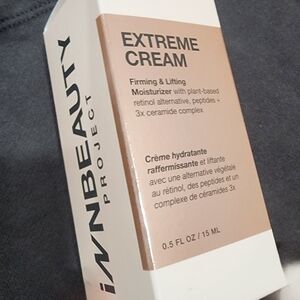 EXTREME
CREAM
Firming & Lifting
Moisturizer with plant-based
retinol alternative, peptides +
3x ceramide complex.
Crème hydratante
raffermissante et liftante
avec une alternative végétale
au rétinol, des peptides et un
complexe de céramides 3x
0.5 FL OZ / 15 ML
iNNBEAUTY
PROJECT